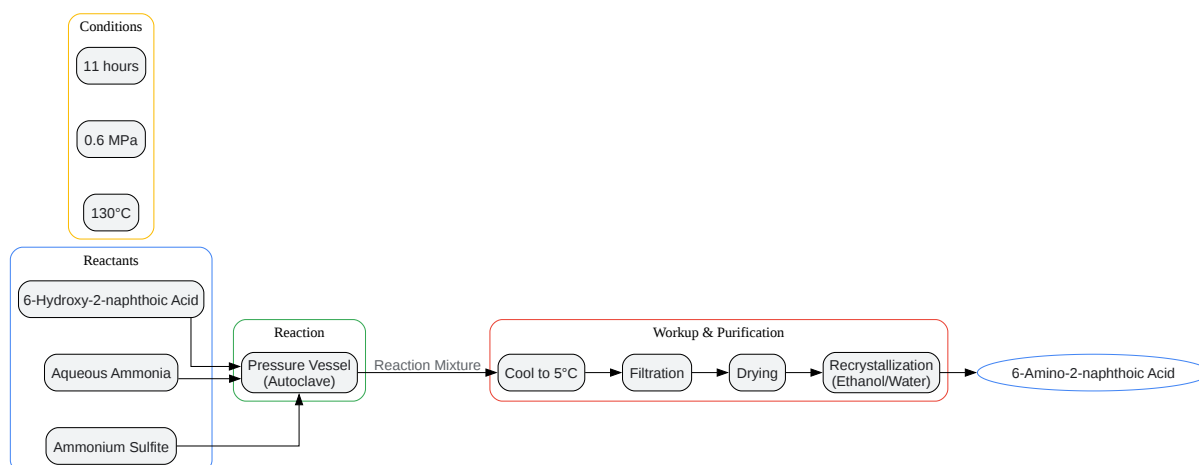 Conditions
11 hours
0.6 MPa
130°C
Reactants
6-Hydroxy-2-naphthoic Acid
Aqueous Ammonia
Ammonium Sulfite
Reaction
Pressure Vessel
(Autoclave)
Reaction Mixture
Workup & Purification
Cool to 5°C
Filtration
Drying
Recrystallization
(Ethanol/Water)
6-Amino-2-naphthoic Acid